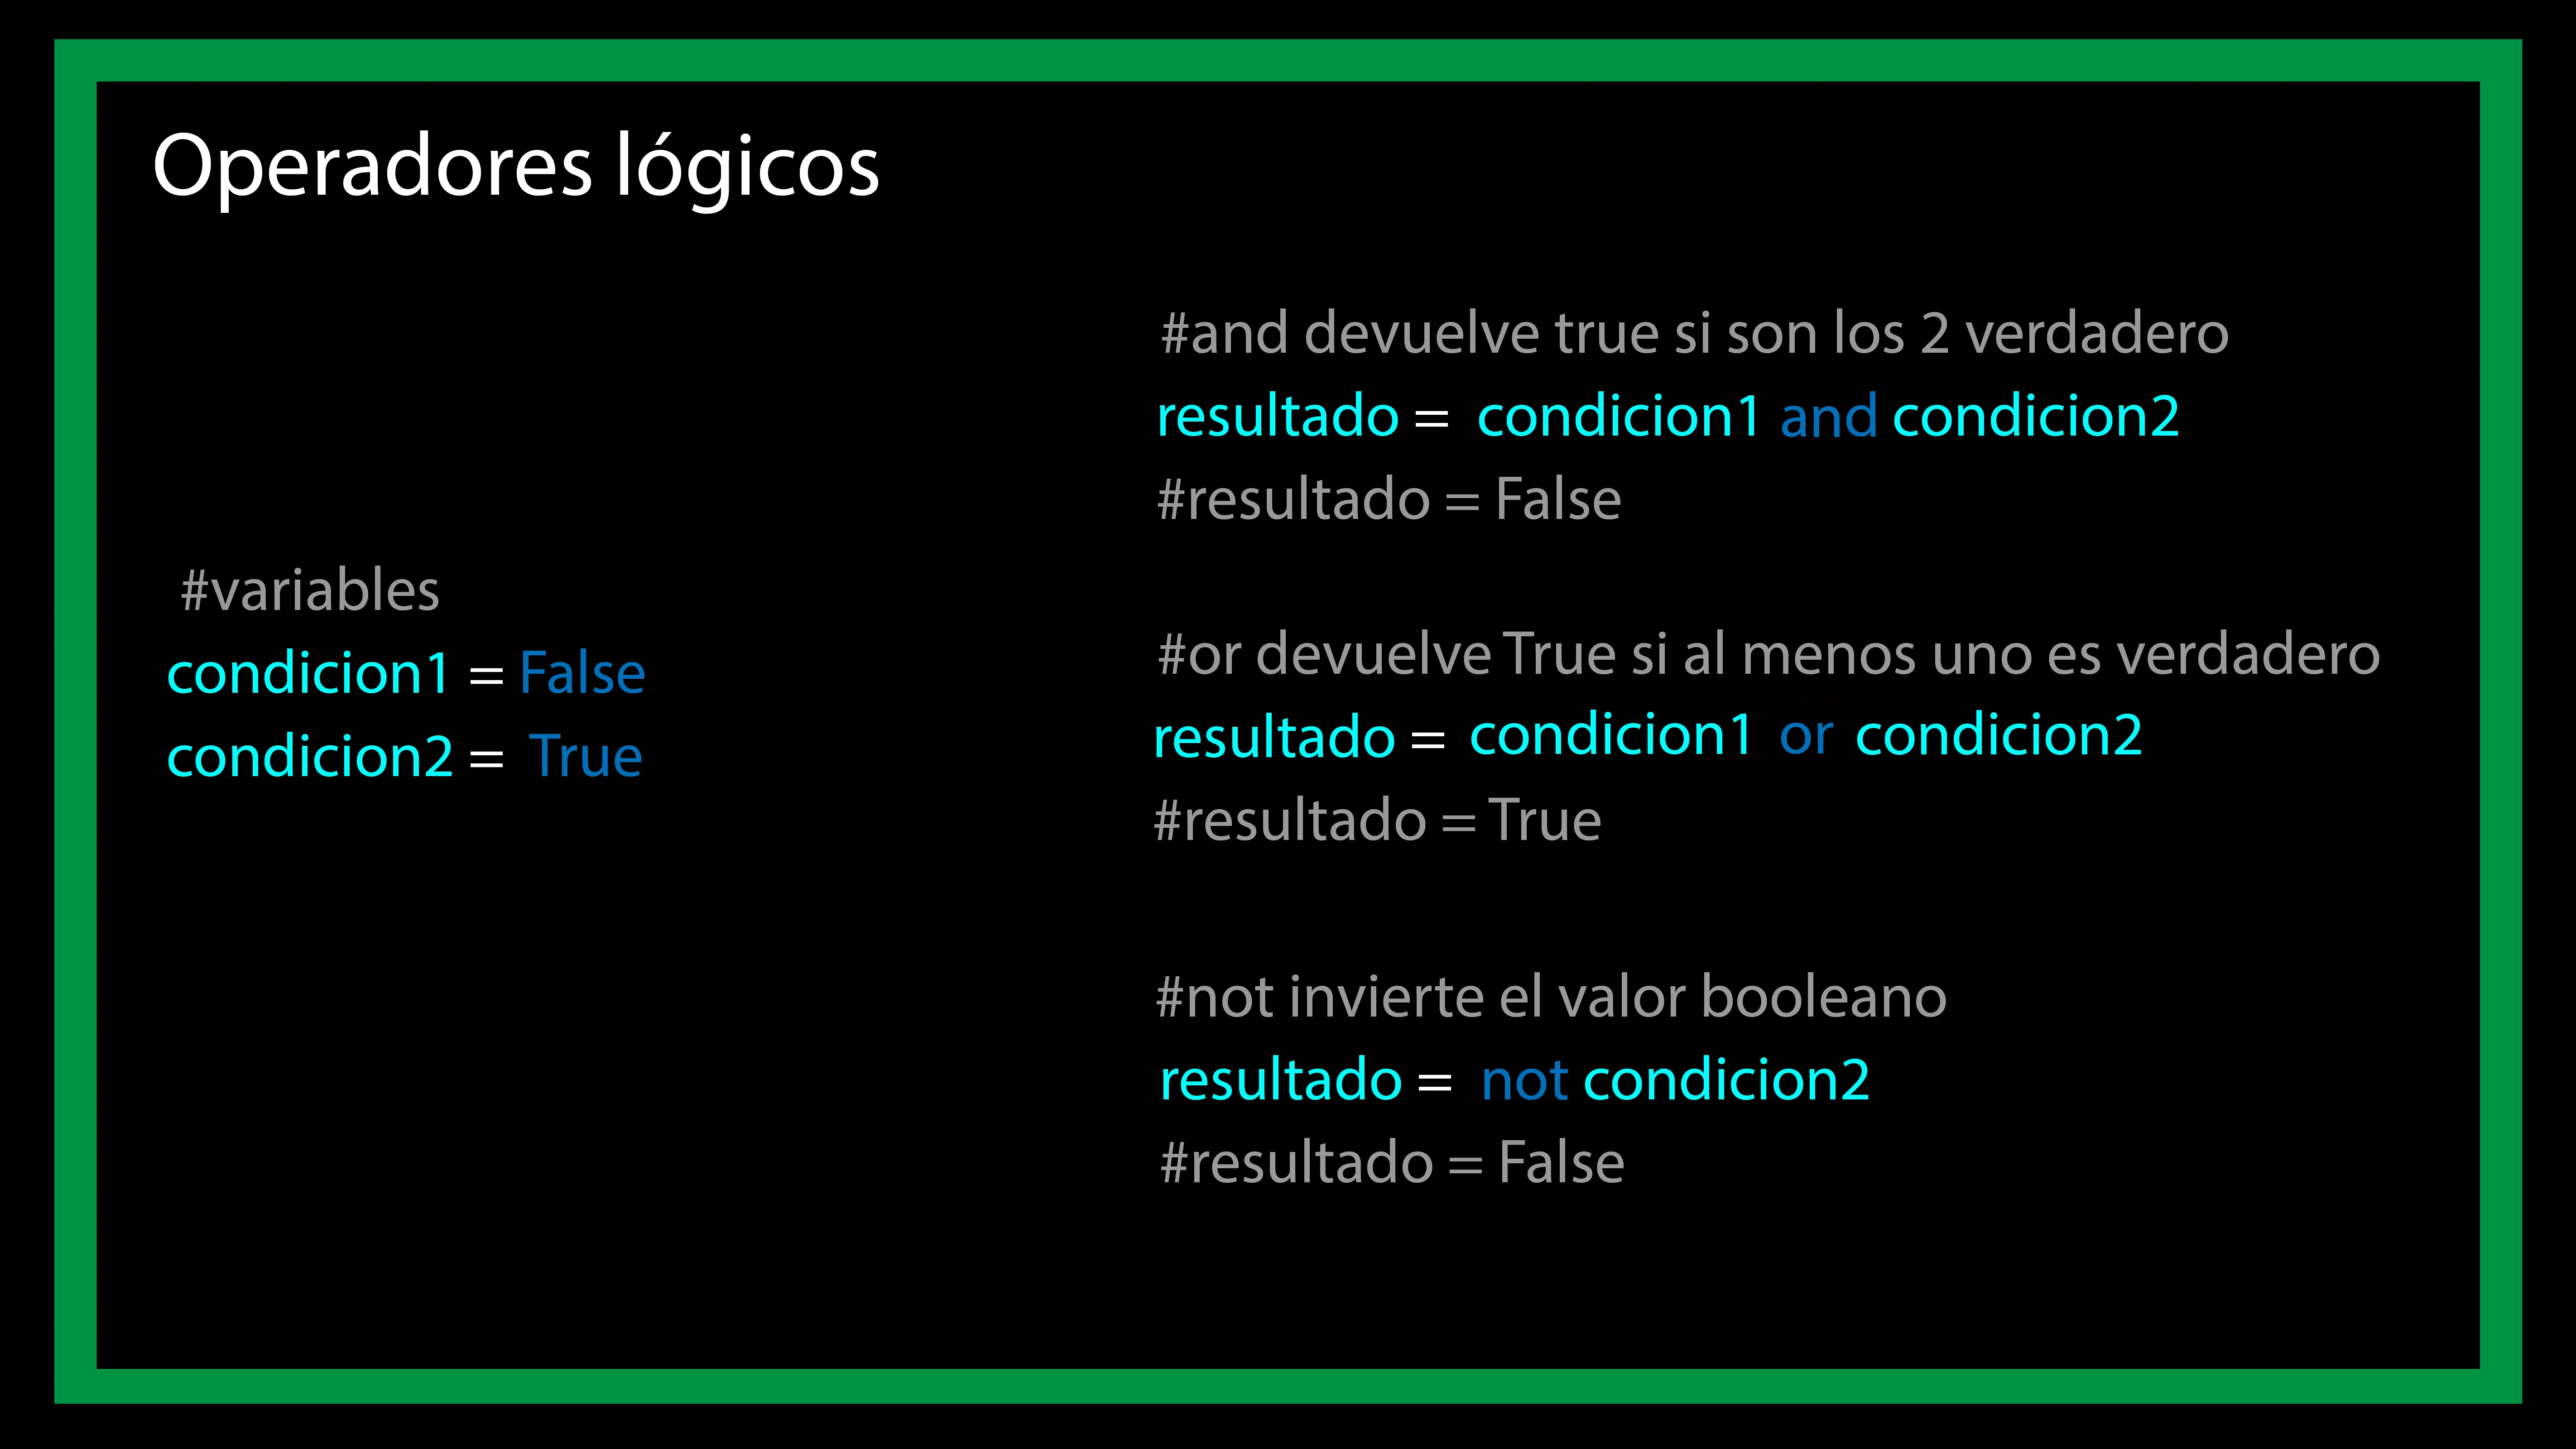 Operadores lógicos
#variables
condicion1 = False
condicion2 = True
#and devuelve true si son los 2 verdadero
resultado = condicion1 and condicion2
#resultado = False
#or devuelve True si al menos uno es verdadero
resultado = condicion1 or condicion2
#resultado = True
#not invierte el valor booleano
resultado = not condicion2
#resultado = False